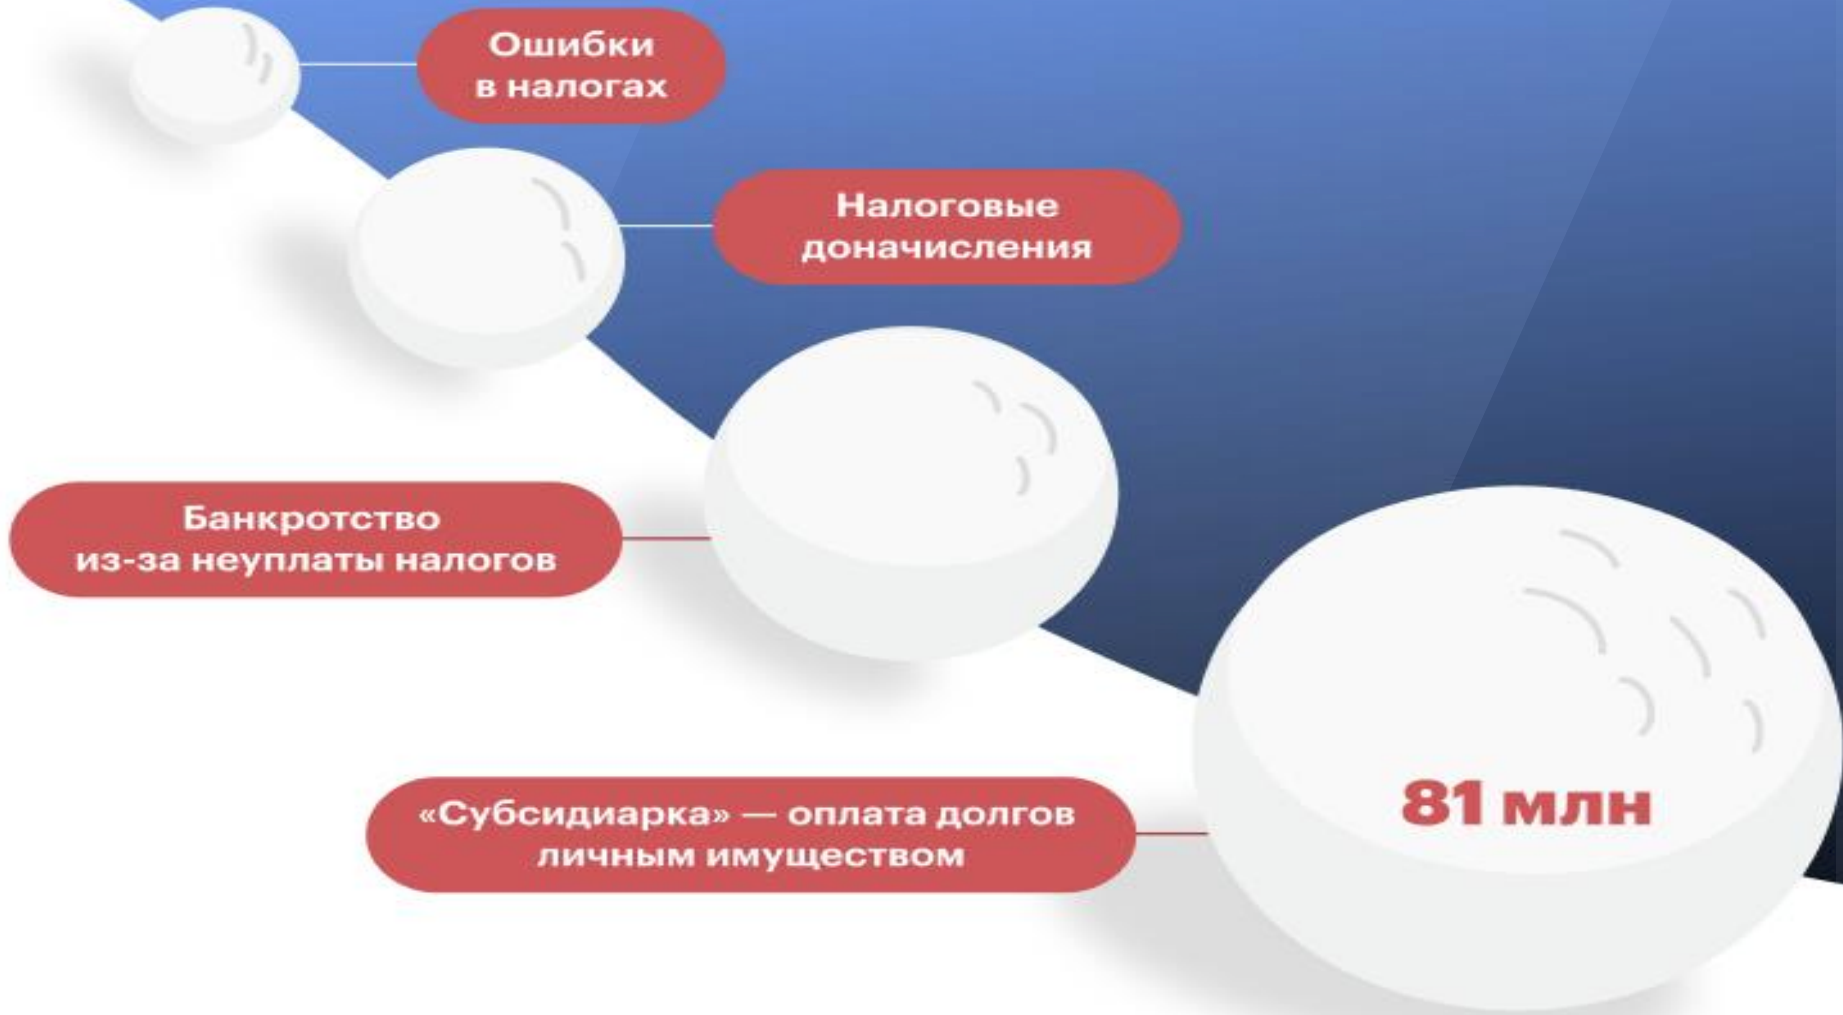 Ошибки
в налогах
Налоговые
доначисления
Банкротство
из-за неуплаты налогов
«Субсидиарка» — оплата долгов
личным имуществом
81 млн